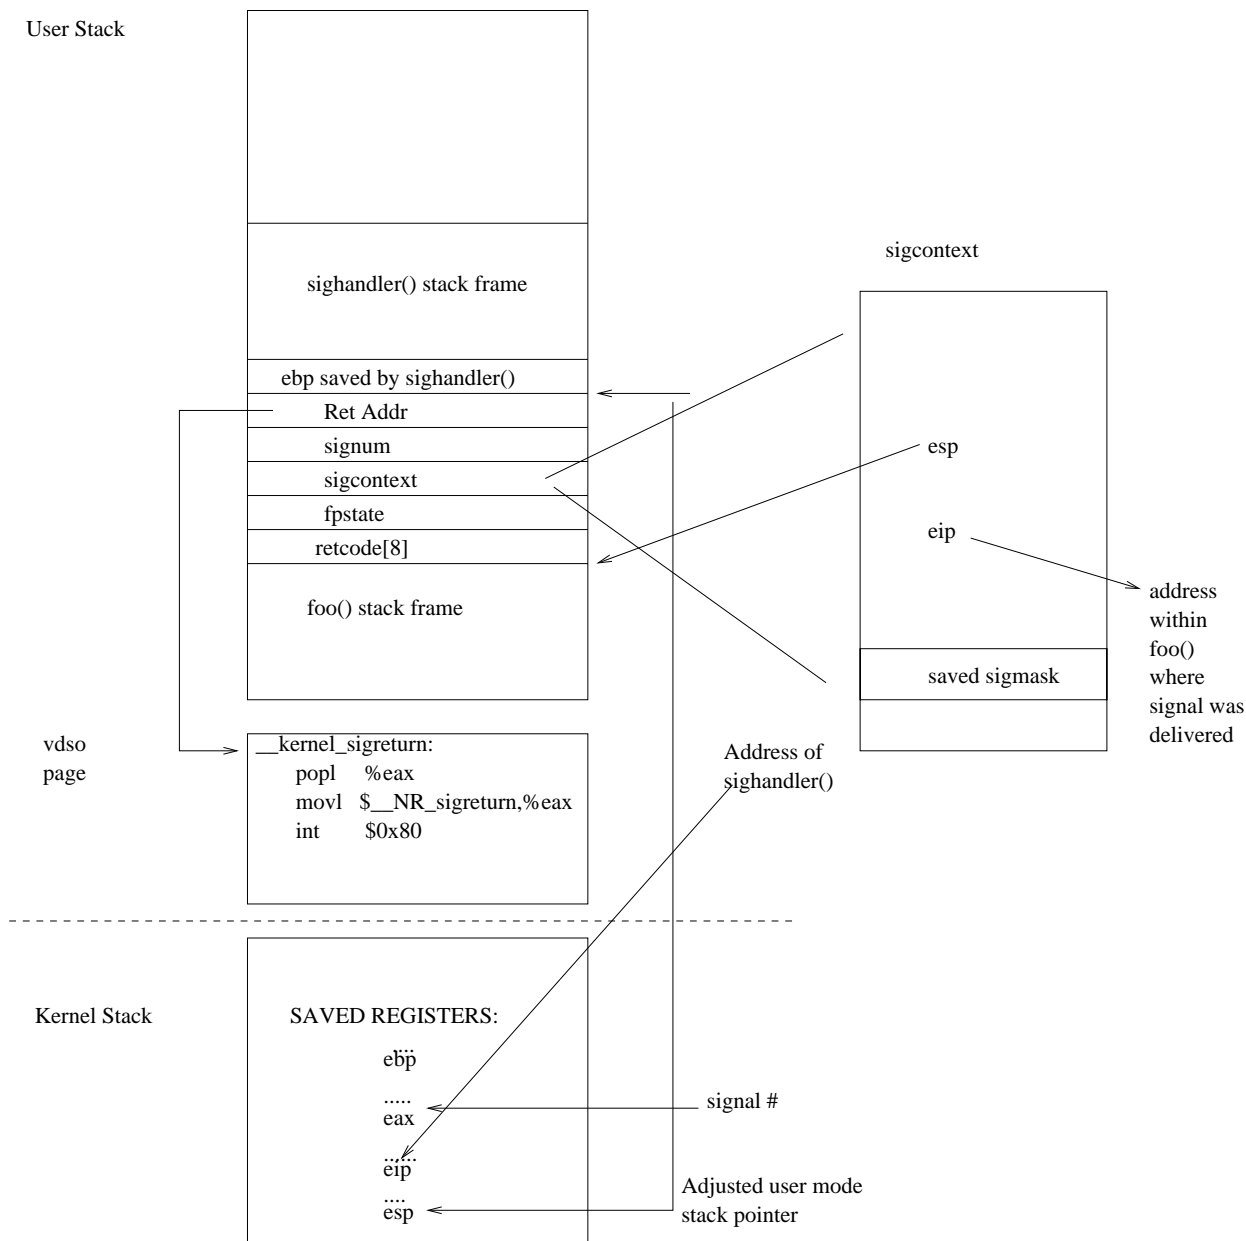 User Stack
sighandler() stack frame
ebp saved by sighandler()
Ret Addr
signum
sigcontext
fpstate
retcode[8]
foo() stack frame
sigcontext
esp
eip
saved sigmask
address
within
foo()
where
signal was
delivered
vdso
page
__kernel_sigreturn:
popl %eax
movl $__NR_sigreturn,%eax
int $0x80
Address of
sighandler()
Kernel Stack
SAVED REGISTERS:
....
ebp
.....
eax
......
eip
....
esp
signal #
Adjusted user mode
stack pointer